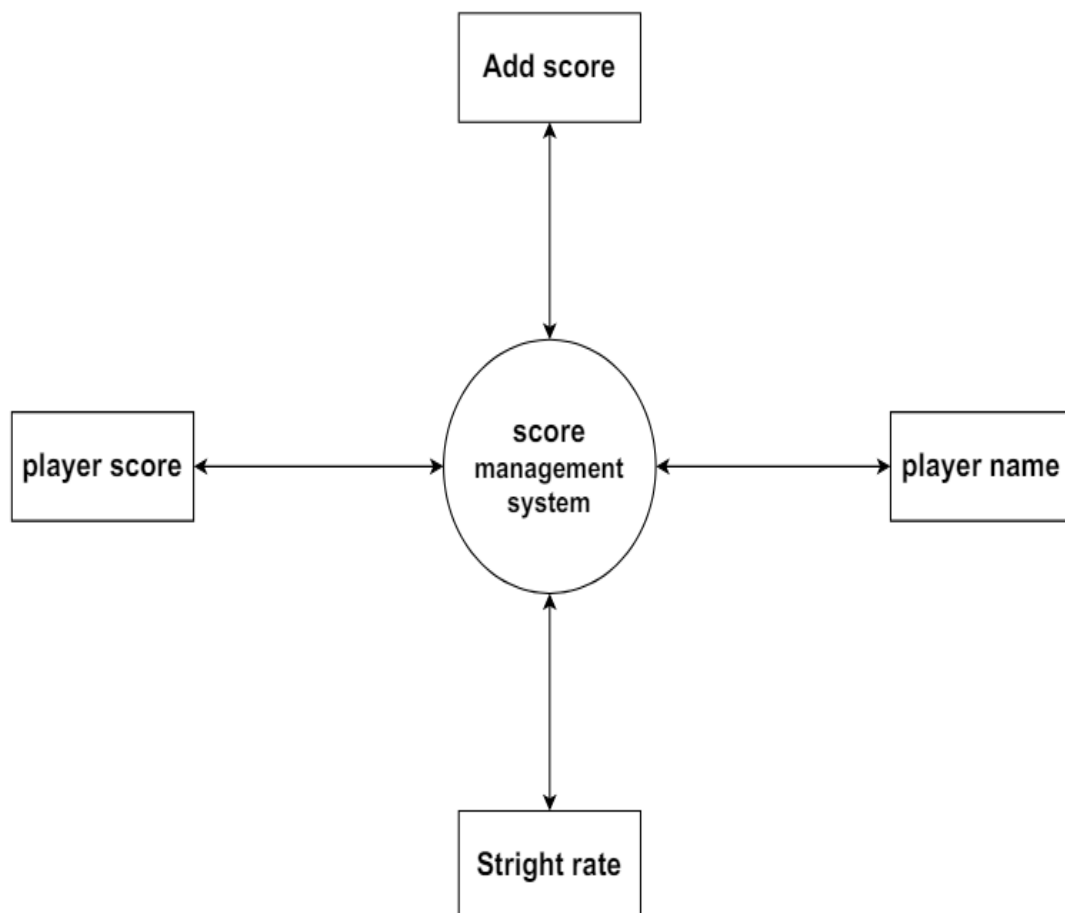 Add score
player score
score
management
system
player name
Stright rate